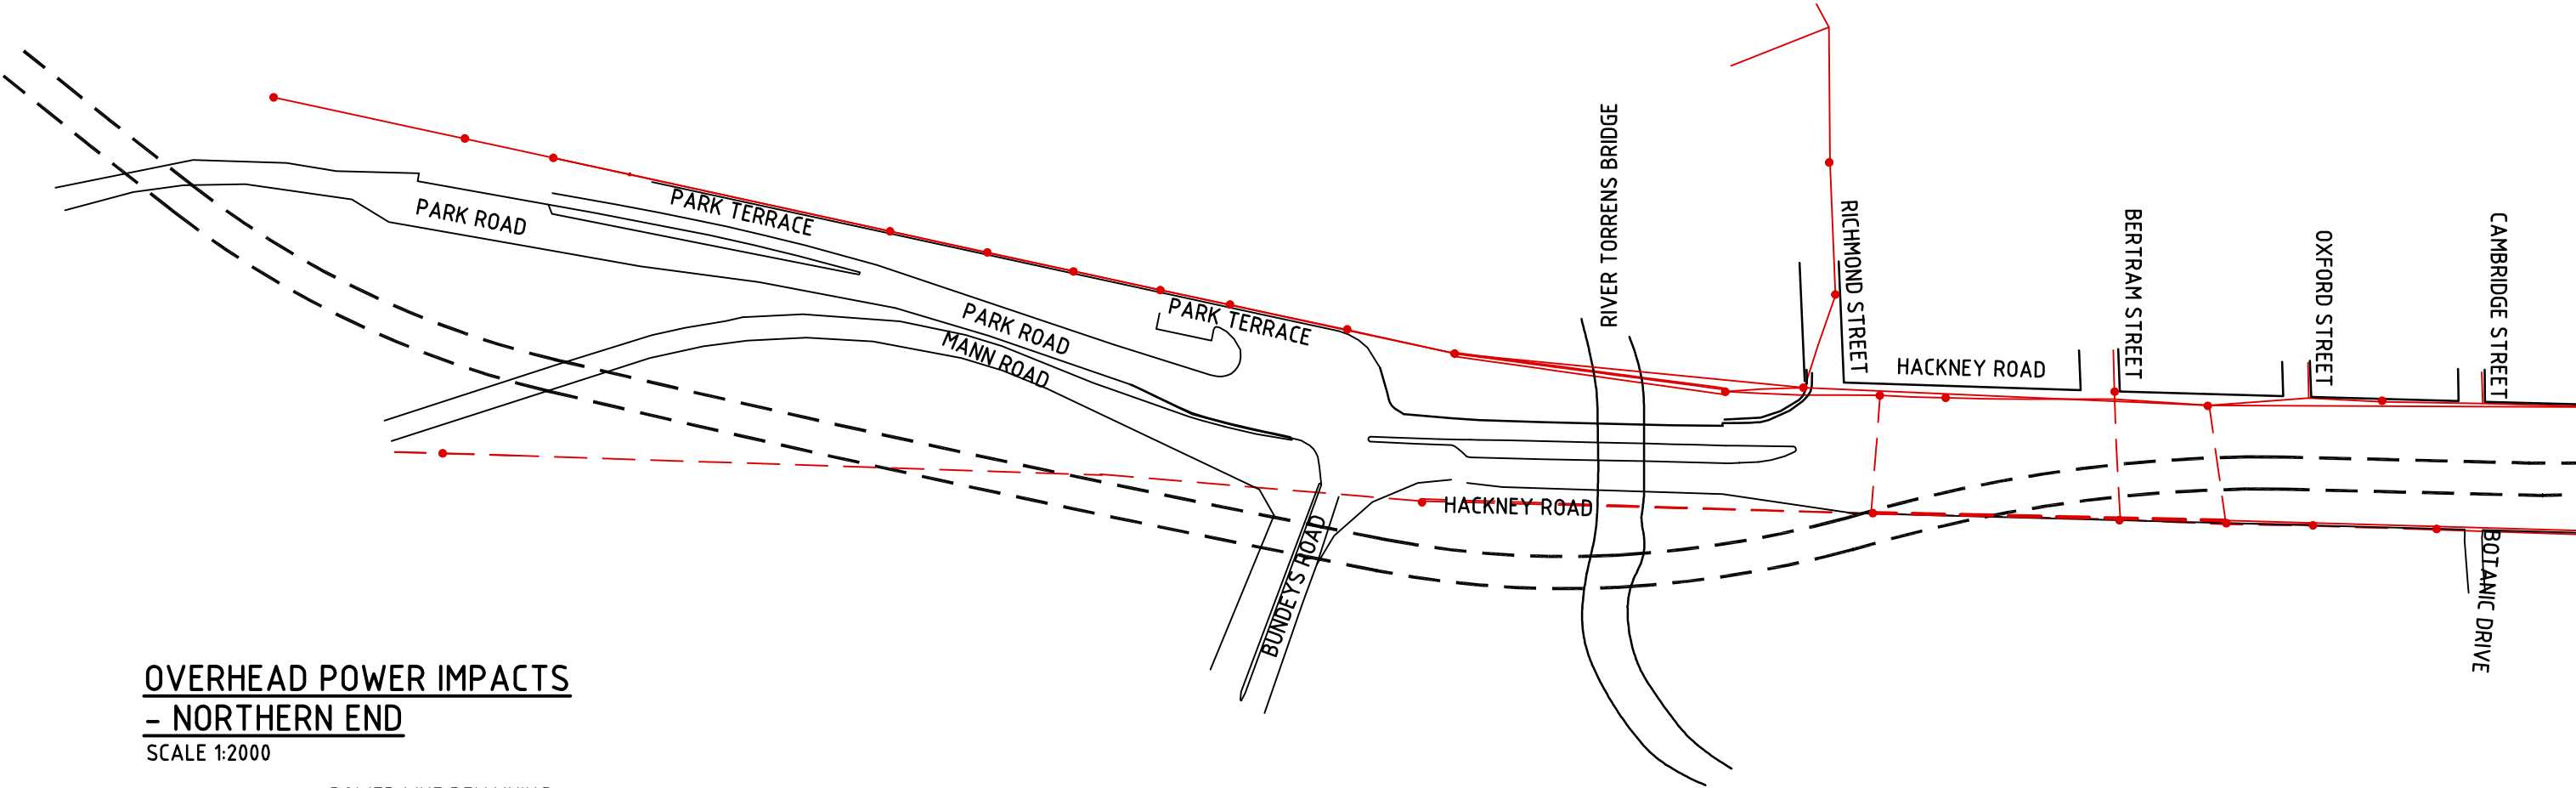 PARK ROAD
PARK TERRACE
PARK ROAD
MANN ROAD
PARK TERRACE
RIVER TORRENS BRIDGE
RICHMOND STREET
HACKNEY ROAD
BERTRAM STREET
OXFORD STREET
CAMBRIDGE STREET
HACKNEY ROAD
BUNDEYS ROAD
BOTANIC DRIVE
OVERHEAD POWER IMPACTS
- NORTHERN END
SCALE 1:2000